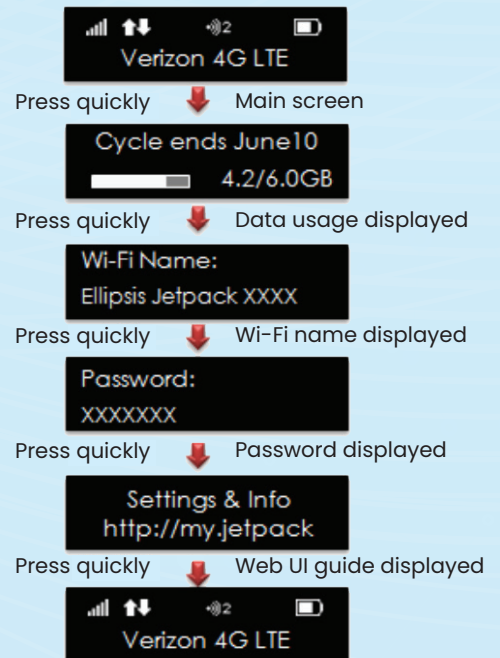 2
Verizon 4G LTE
Press quickly Main screen
Cycle ends June10
4.2/6.0GB
Press quickly Data usage displayed
Wi-Fi Name:
Ellipsis Jetpack XXXX
Press quickly Wi-Fi name displayed
Password:
XXXXXXX
Press quickly Password displayed
Settings & Info
http://my.jetpack
Press quickly Web UI guide displayed
2
Verizon 4G LTE